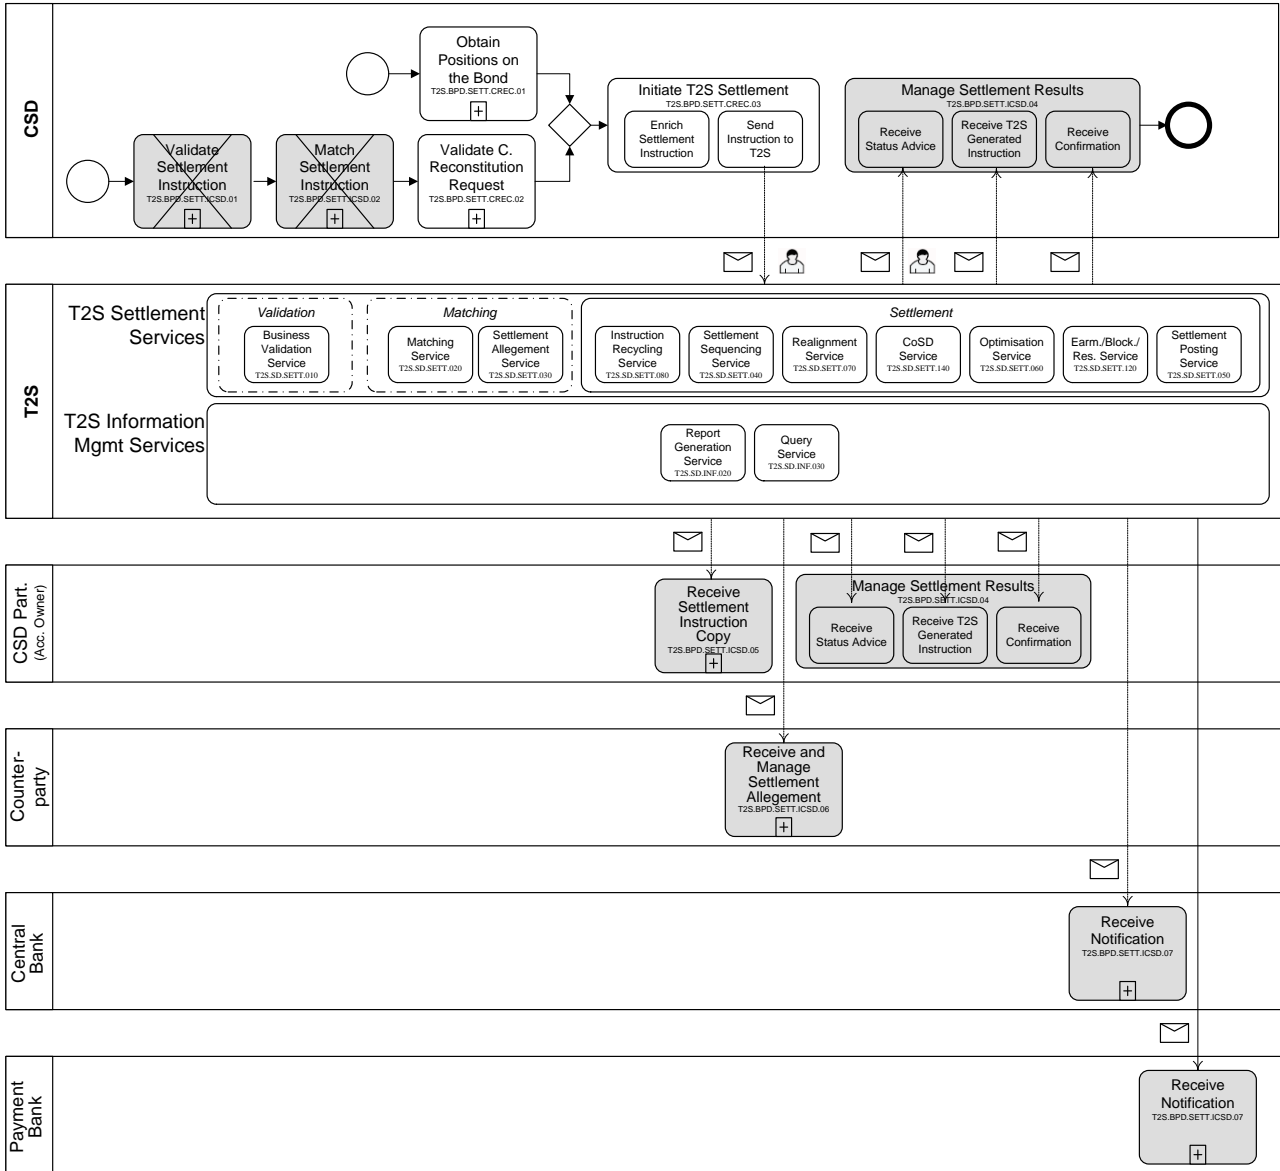 CSD
Obtain
Positions on
the Bond
T2S.BPD.SETT.CREC.01
Validate
Settlement
Instruction
T2S.BPD.SETT.ICSD.01
Match
Settlement
Instruction
T2S.BPD.SETT.ICSD.02
Validate C.
Reconstitution
Request
T2S.BPD.SETT.CREC.02
Initiate T2S Settlement
T2S.BPD.SETT.CREC.03
Enrich
Settlement
Instruction
Send
Instruction to
T2S
Manage Settlement Results
T2S.BPD.SETT.ICSD.04
Receive
Status Advice
Receive T2S
Generated
Instruction
Receive
Confirmation
T2S
T2S Settlement
Services
Validation
Business
Validation
Service
T2S.SD.SETT.010
Matching
Matching
Service
T2S.SD.SETT.020
Settlement
Allegement
Service
T2S.SD.SETT.030
Settlement
Instruction
Recycling
Service
T2S.SD.SETT.080
Settlement
Sequencing
Service
T2S.SD.SETT.040
Realignment
Service
T2S.SD.SETT.070
CoSD
Service
T2S.SD.SETT.140
Optimisation
Service
T2S.SD.SETT.060
Earm./Block./
Res. Service
T2S.SD.SETT.120
Settlement
Posting
Service
T2S.SD.SETT.050
T2S Information
Mgmt Services
Report
Generation
Service
T2S.SD.INF.020
Query
Service
T2S.SD.INF.030
CSD Part.
(Acc. Owner)
Receive
Settlement
Instruction
Copy
T2S.BPD.SETT.ICSD.05
Manage Settlement Results
T2S.BPD.SETT.ICSD.04
Receive
Status Advice
Receive T2S
Generated
Instruction
Receive
Confirmation
Counter-
party
Receive and
Manage
Settlement
Allegement
T2S.BPD.SETT.ICSD.06
Central
Bank
Receive
Notification
T2S.BPD.SETT.ICSD.07
Payment
Bank
Receive
Notification
T2S.BPD.SETT.ICSD.07